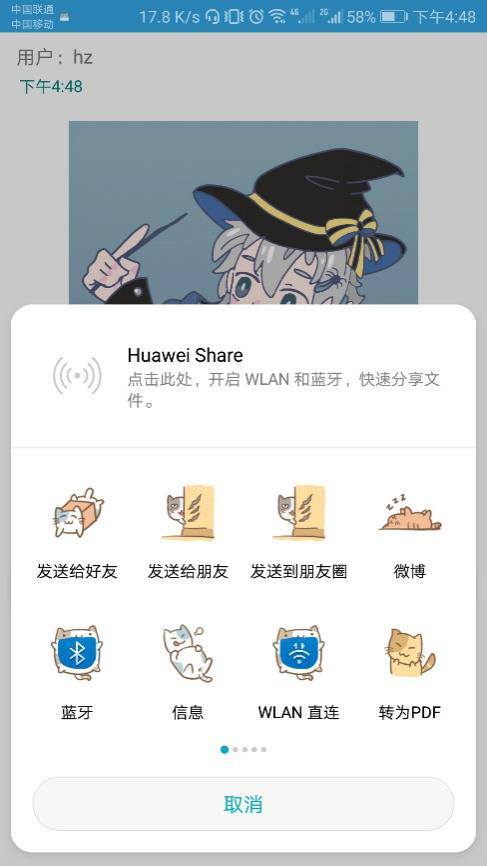 中国联通
中国移动
17.8 K/s 4G 2G 58% 下午4:48
用户：hz
下午4:48
Huawei Share
点击此处，开启 WLAN 和蓝牙，快速分享文
件。
z z z
发送给好友 发送给朋友 发送到朋友圈 微博
蓝牙 信息 WLAN 直连 转为PDF
取消